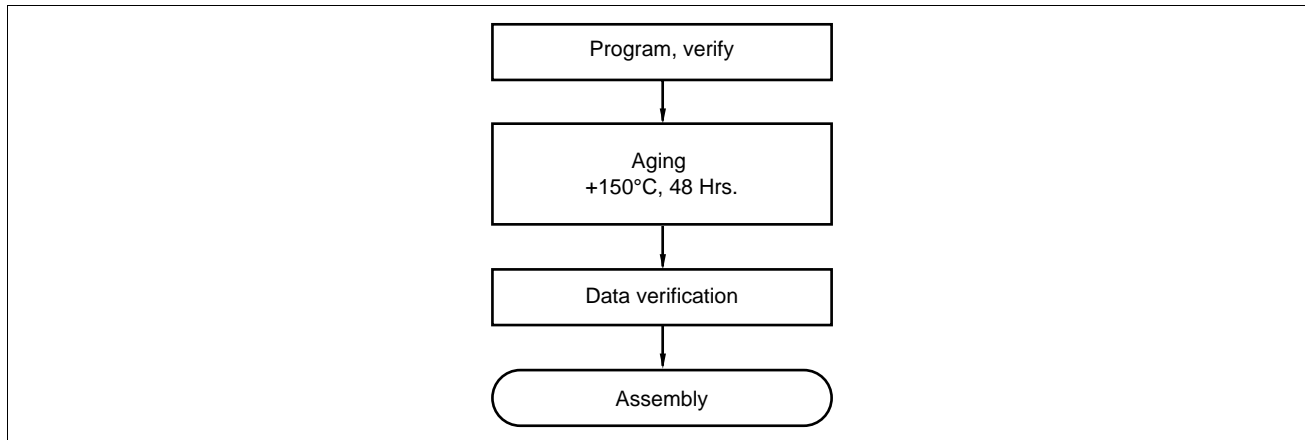 Program, verify
Aging
+150°C, 48 Hrs.
Data verification
Assembly